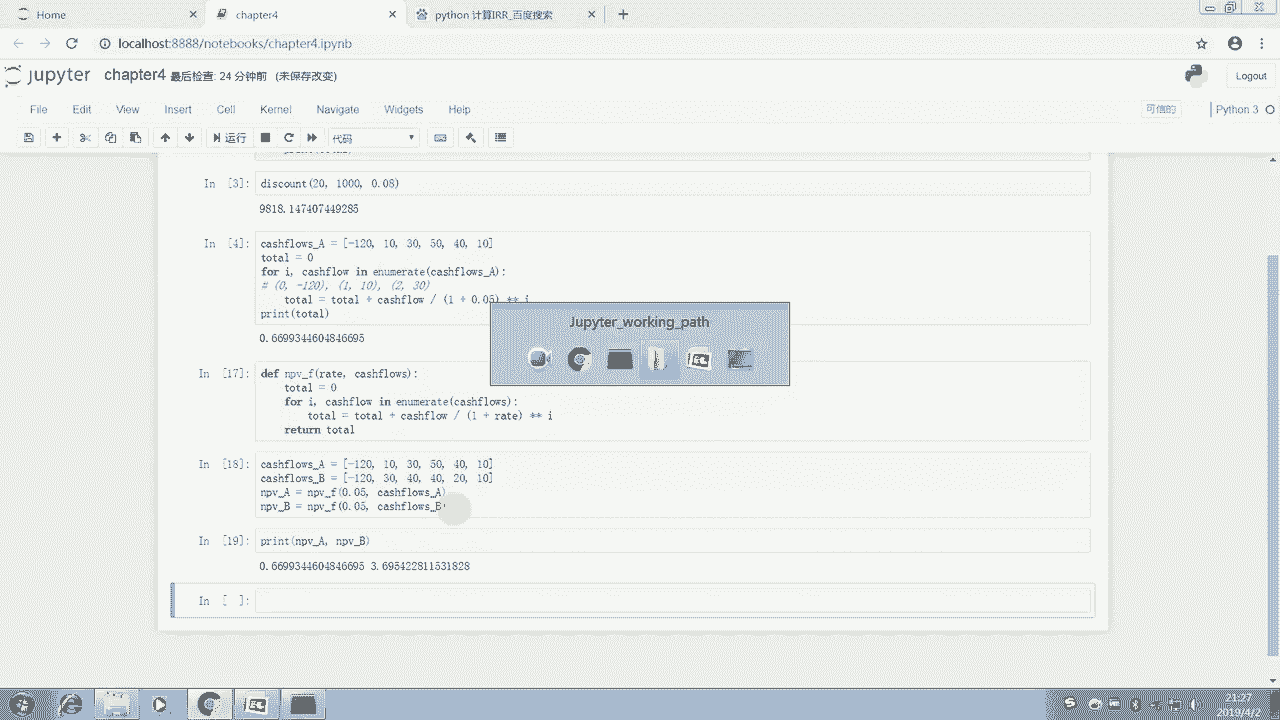 Home
chapter4
python 计算IRR_百度搜索
localhost:8888/notebooks/chapter4.ipynb
jupyter chapter4 最后检查: 24 分钟前 (未保存改变)
Logout
File Edit View Insert Cell Kernel Navigate Widgets Help
可信的 Python 3
运行 代码
In [3]: discount(20, 1000, 0.08)
9818.147407449285
In [4]: cashflows_A = [-120, 10, 30, 50, 40, 10]
total = 0
for i, cashflow in enumerate(cashflows_A):
# (0, -120), (1, 10), (2, 30)
total = total + cashflow / (1 + 0.05) ** i
print(total)
0.6699344604846695
Jupyter_working_path
In [17]: def npv_f(rate, cashflows):
total = 0
for i, cashflow in enumerate(cashflows):
total = total + cashflow / (1 + rate) ** i
return total
In [18]: cashflows_A = [-120, 10, 30, 50, 40, 10]
cashflows_B = [-120, 30, 40, 40, 20, 10]
npv_A = npv_f(0.05, cashflows_A)
npv_B = npv_f(0.05, cashflows_B)
In [19]: print(npv_A, npv_B)
0.6699344604846695 3.695422811531828
In [ ]:
21:27